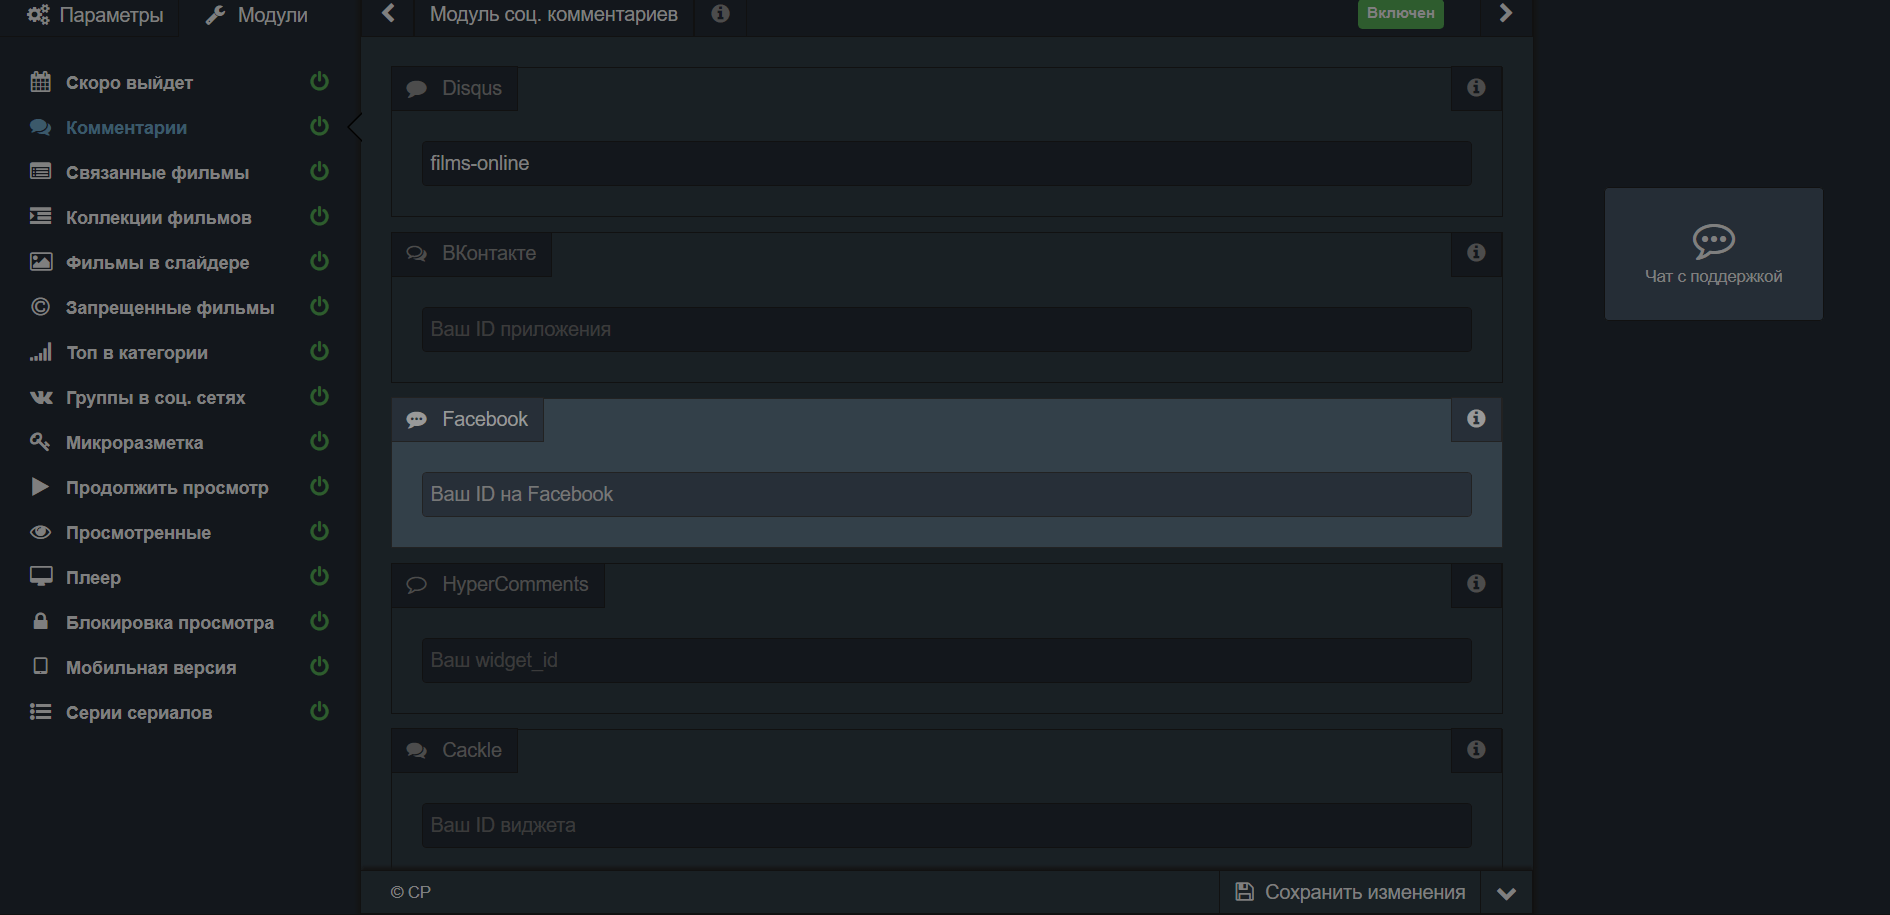 Параметры
Модули
Модуль соц. комментариев
Включен
Скоро выйдет
Комментарии
Связанные фильмы
Коллекции фильмов
Фильмы в слайдере
Запрещенные фильмы
Топ в категории
Группы в соц. сетях
Микроразметка
Продолжить просмотр
Просмотренные
Плеер
Блокировка просмотра
Мобильная версия
Серии сериалов
Disqus
films-online
ВКонтакте
Ваш ID приложения
Facebook
Ваш ID на Facebook
HyperComments
Ваш widget_id
Cackle
Ваш ID виджета
© CP
Сохранить изменения
Чат с поддержкой